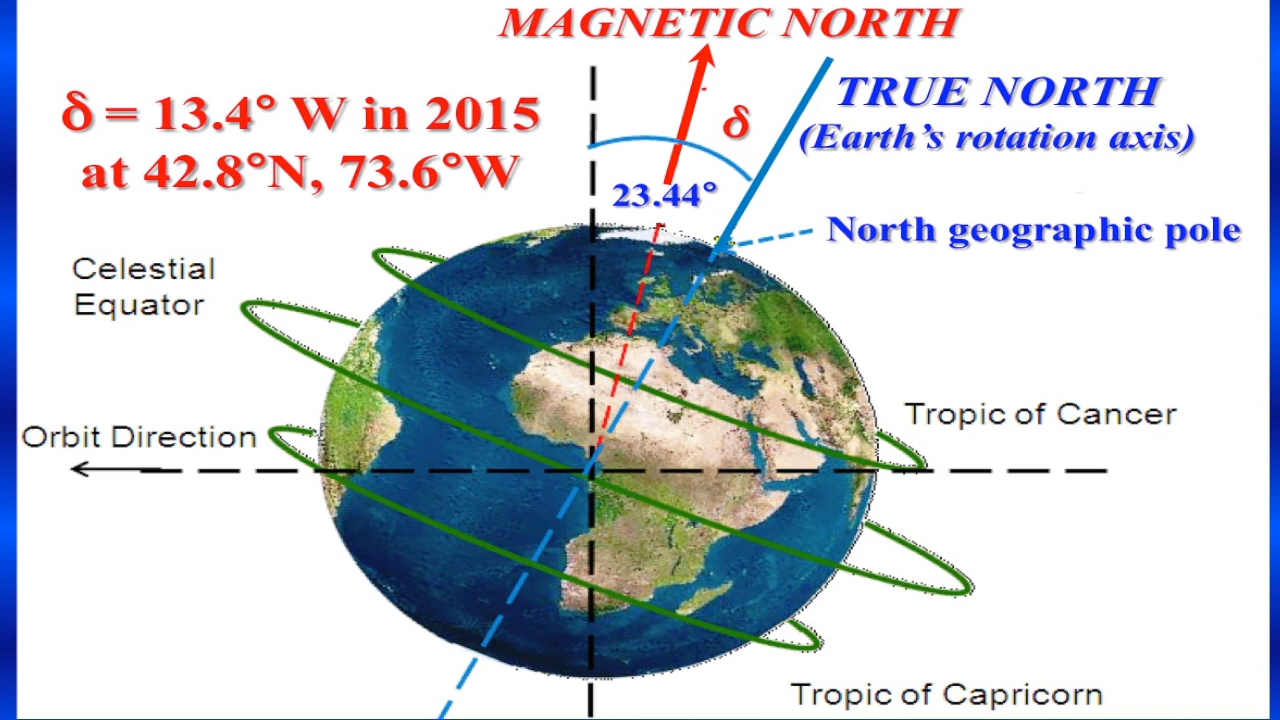 MAGNETIC NORTH
δ = 13.4° W in 2015
at 42.8°N, 73.6°W
δ
TRUE NORTH
(Earth's rotation axis)
23.44°
North geographic pole
Celestial
Equator
Tropic of Cancer
Orbit Direction
Tropic of Capricorn